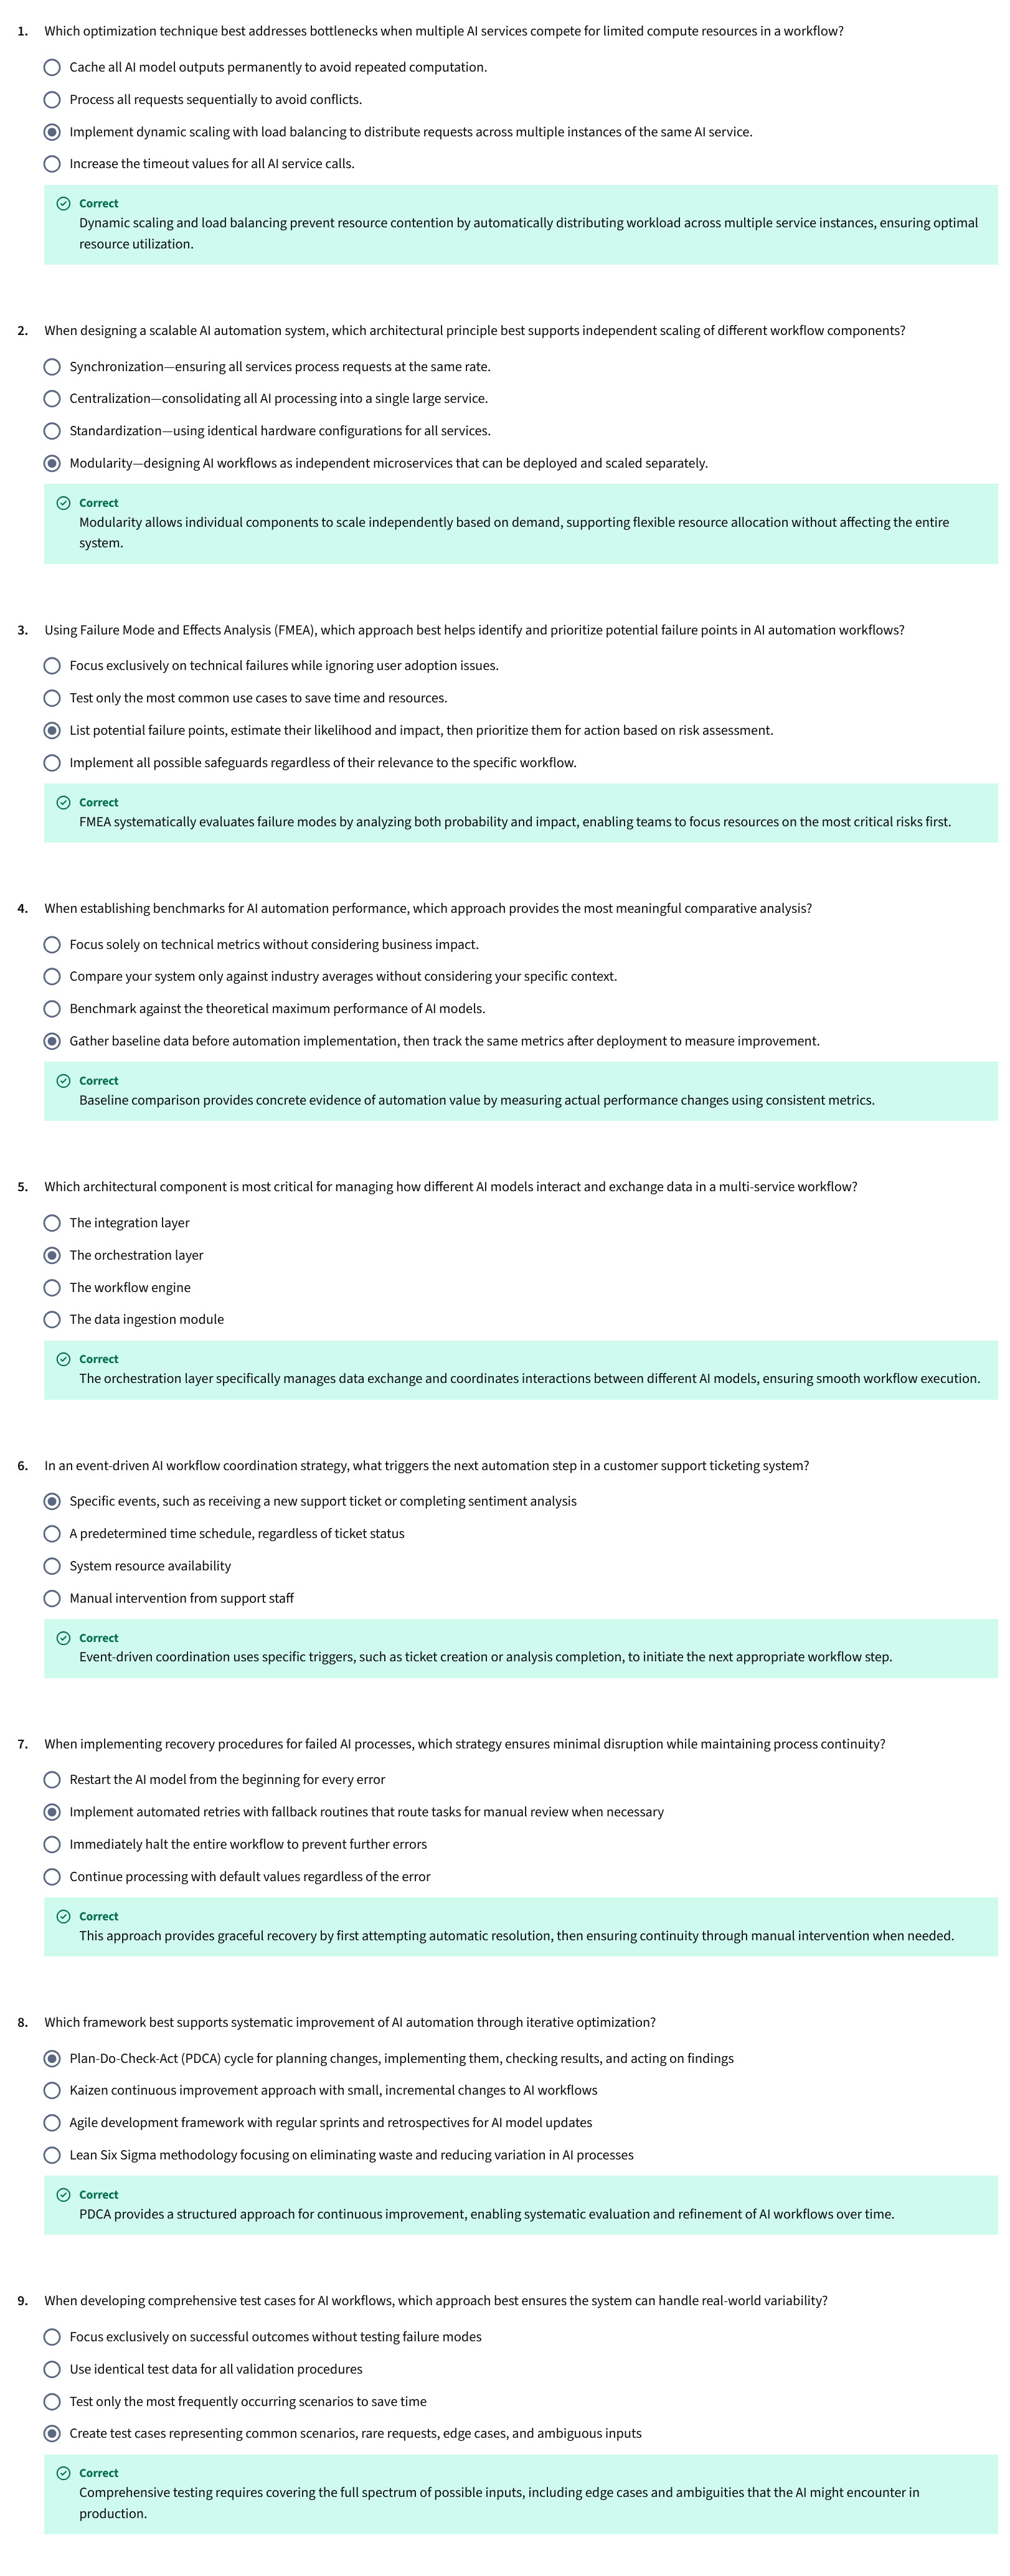 1. Which optimization technique best addresses bottlenecks when multiple AI services compete for limited compute resources in a workflow?
Cache all AI model outputs permanently to avoid repeated computation.
Process all requests sequentially to avoid conflicts.
Implement dynamic scaling with load balancing to distribute requests across multiple instances of the same AI service.
Increase the timeout values for all AI service calls.
Correct
Dynamic scaling and load balancing prevent resource contention by automatically distributing workload across multiple service instances, ensuring optimal
resource utilization.
2. When designing a scalable AI automation system, which architectural principle best supports independent scaling of different workflow components?
Synchronization—ensuring all services process requests at the same rate.
Centralization—consolidating all AI processing into a single large service.
Standardization—using identical hardware configurations for all services.
Modularity—designing AI workflows as independent microservices that can be deployed and scaled separately.
Correct
Modularity allows individual components to scale independently based on demand, supporting flexible resource allocation without affecting the entire
system.
3. Using Failure Mode and Effects Analysis (FMEA), which approach best helps identify and prioritize potential failure points in AI automation workflows?
Focus exclusively on technical failures while ignoring user adoption issues.
Test only the most common use cases to save time and resources.
List potential failure points, estimate their likelihood and impact, then prioritize them for action based on risk assessment.
Implement all possible safeguards regardless of their relevance to the specific workflow.
Correct
FMEA systematically evaluates failure modes by analyzing both probability and impact, enabling teams to focus resources on the most critical risks first.
4. When establishing benchmarks for AI automation performance, which approach provides the most meaningful comparative analysis?
Focus solely on technical metrics without considering business impact.
Compare your system only against industry averages without considering your specific context.
Benchmark against the theoretical maximum performance of AI models.
Gather baseline data before automation implementation, then track the same metrics after deployment to measure improvement.
Correct
Baseline comparison provides concrete evidence of automation value by measuring actual performance changes using consistent metrics.
5. Which architectural component is most critical for managing how different AI models interact and exchange data in a multi-service workflow?
The integration layer
The orchestration layer
The workflow engine
The data ingestion module
Correct
The orchestration layer specifically manages data exchange and coordinates interactions between different AI models, ensuring smooth workflow execution.
6. In an event-driven AI workflow coordination strategy, what triggers the next automation step in a customer support ticketing system?
Specific events, such as receiving a new support ticket or completing sentiment analysis
A predetermined time schedule, regardless of ticket status
System resource availability
Manual intervention from support staff
Correct
Event-driven coordination uses specific triggers, such as ticket creation or analysis completion, to initiate the next appropriate workflow step.
7. When implementing recovery procedures for failed AI processes, which strategy ensures minimal disruption while maintaining process continuity?
Restart the AI model from the beginning for every error
Implement automated retries with fallback routines that route tasks for manual review when necessary
Immediately halt the entire workflow to prevent further errors
Continue processing with default values regardless of the error
Correct
This approach provides graceful recovery by first attempting automatic resolution, then ensuring continuity through manual intervention when needed.
8. Which framework best supports systematic improvement of AI automation through iterative optimization?
Plan-Do-Check-Act (PDCA) cycle for planning changes, implementing them, checking results, and acting on findings
Kaizen continuous improvement approach with small, incremental changes to AI workflows
Agile development framework with regular sprints and retrospectives for AI model updates
Lean Six Sigma methodology focusing on eliminating waste and reducing variation in AI processes
Correct
PDCA provides a structured approach for continuous improvement, enabling systematic evaluation and refinement of AI workflows over time.
9. When developing comprehensive test cases for AI workflows, which approach best ensures the system can handle real-world variability?
Focus exclusively on successful outcomes without testing failure modes
Use identical test data for all validation procedures
Test only the most frequently occurring scenarios to save time
Create test cases representing common scenarios, rare requests, edge cases, and ambiguous inputs
Correct
Comprehensive testing requires covering the full spectrum of possible inputs, including edge cases and ambiguities that the AI might encounter in
production.